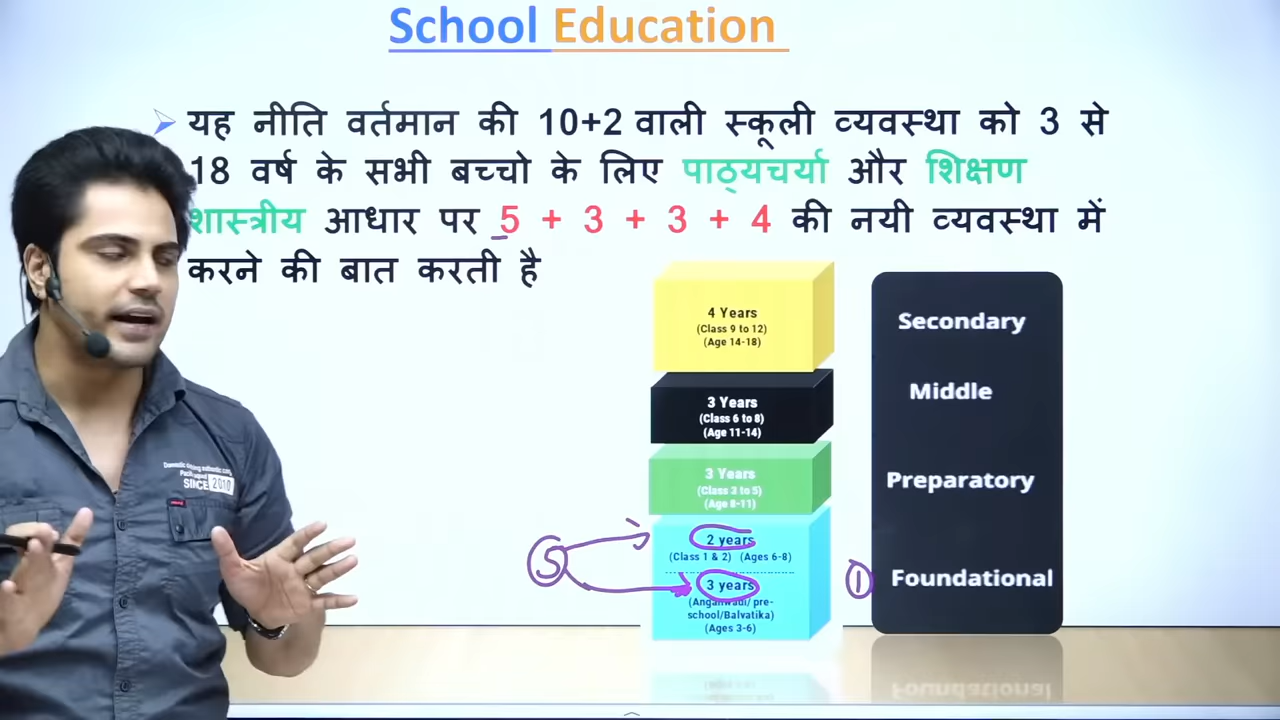 School Education
यह नीति वर्तमान की 10+2 वाली स्कूली व्यवस्था को 3 से
18 वर्ष के सभी बच्चो के लिए पाठ्यचर्या और शिक्षण
शास्त्रीय आधार पर 5 + 3 + 3 + 4 की नयी व्यवस्था में
करने की बात करती है
4 Years
(Class 9 to 12)
(Age 14-18)
Secondary
3 Years
(Class 6 to 8)
(Age 11-14)
Middle
3 Years
(Class 3 to 5)
(Age 8-11)
Preparatory
5
2 years
(Class 1 & 2) (Ages 6-8)
3 years
(Anganwadi/ pre-
school/Balvatika)
(Ages 3-6)
1
Foundational
2010